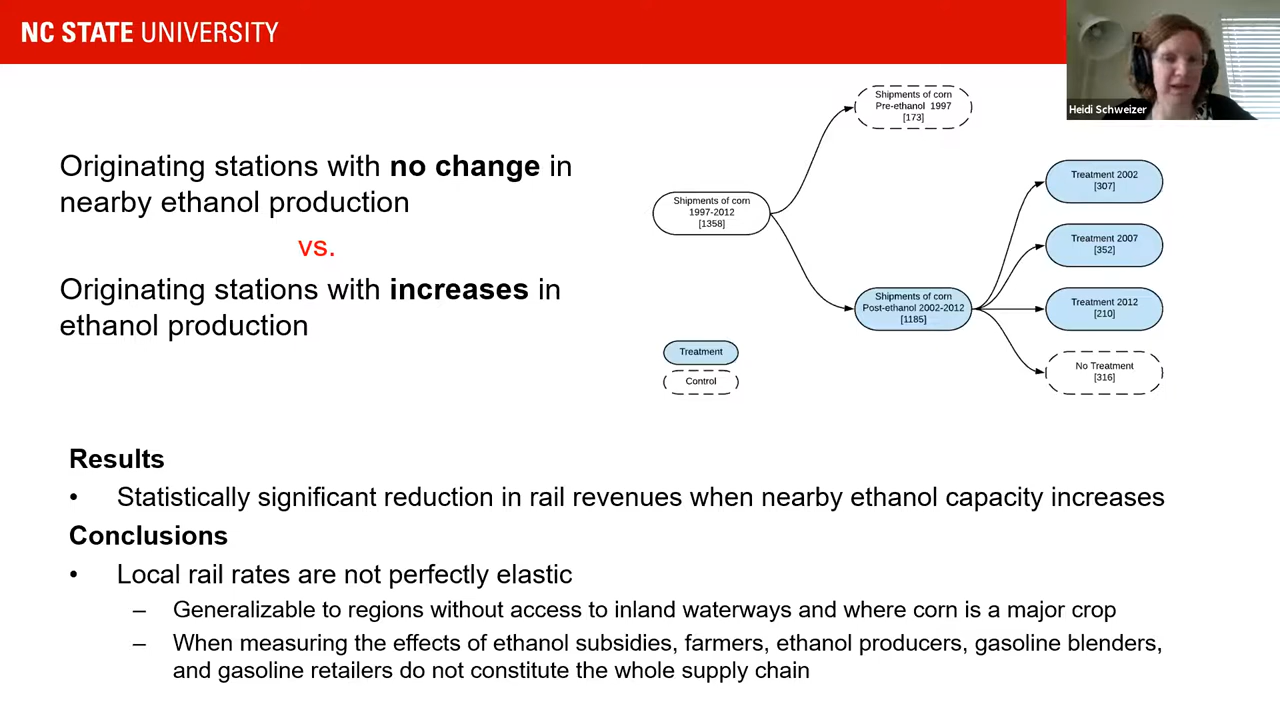 NC STATE UNIVERSITY
Heidi Schweizer
Originating stations with no change in
nearby ethanol production
vs.
Originating stations with increases in
ethanol production
Shipments of corn
Pre-ethanol 1997
[173]
Shipments of corn
1997-2012
[1358]
Shipments of corn
Post-ethanol 2002-2012
[1185]
Treatment 2002
[307]
Treatment 2007
[352]
Treatment 2012
[210]
No Treatment
[316]
Treatment
Control
Results
• Statistically significant reduction in rail revenues when nearby ethanol capacity increases
Conclusions
• Local rail rates are not perfectly elastic
– Generalizable to regions without access to inland waterways and where corn is a major crop
– When measuring the effects of ethanol subsidies, farmers, ethanol producers, gasoline blenders,
and gasoline retailers do not constitute the whole supply chain